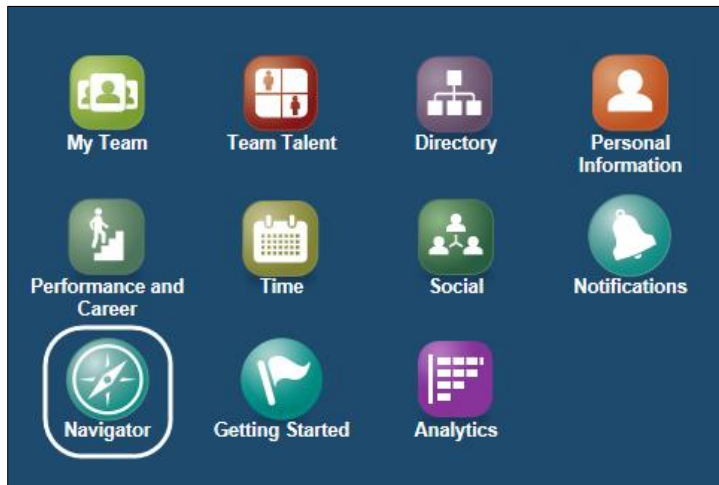 My Team
Team Talent
Directory
Personal
Information
Performance and
Career
Time
Social
Notifications
Navigator
Getting Started
Analytics